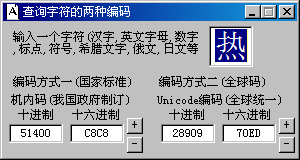 查询字符的两种编码
输入一个字符(汉字,英文字母,数字
,标点,符号,希腊文字,俄文,日文等
热
编码方式一(国家标准) 编码方式二(全球码)
机内码(我国政府制订) Unicode编码(全球统一)
十进制 十六进制 十进制 十六进制
51400 C8C8 + - 28909 70ED + -